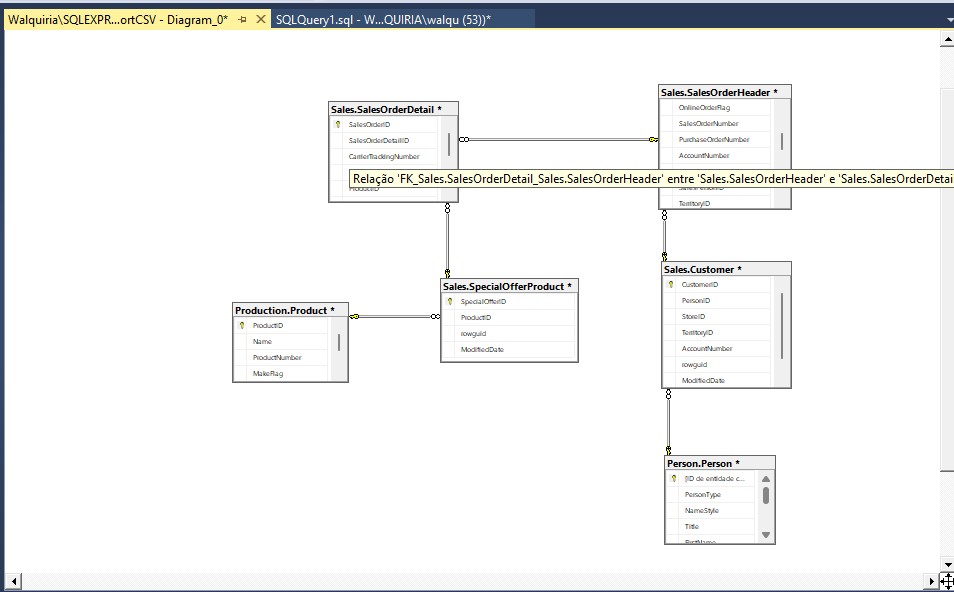 Walquiria\SQLEXPR...ortCSV - Diagram_0*
SQLQuery1.sql - W...QUIRIA\walqu (53))*
Sales.SalesOrderDetail *
SalesOrderID
SalesOrderDetailID
CarrierTrackingNumber
ProductID
Sales.SalesOrderHeader *
OnlineOrderFlag
SalesOrderNumber
PurchaseOrderNumber
AccountNumber
TerritoryID
Relação 'FK_Sales.SalesOrderDetail_Sales.SalesOrderHeader' entre 'Sales.SalesOrderHeader' e 'Sales.SalesOrderDetai
Sales.SpecialOfferProduct *
SpecialOfferID
ProductID
rowguid
ModifiedDate
Production.Product *
ProductID
Name
ProductNumber
MakeFlag
Sales.Customer *
CustomerID
PersonID
StoreID
TerritoryID
AccountNumber
rowguid
ModifiedDate
Person.Person *
[ID de entidade c...
PersonType
NameStyle
Title
FirstName